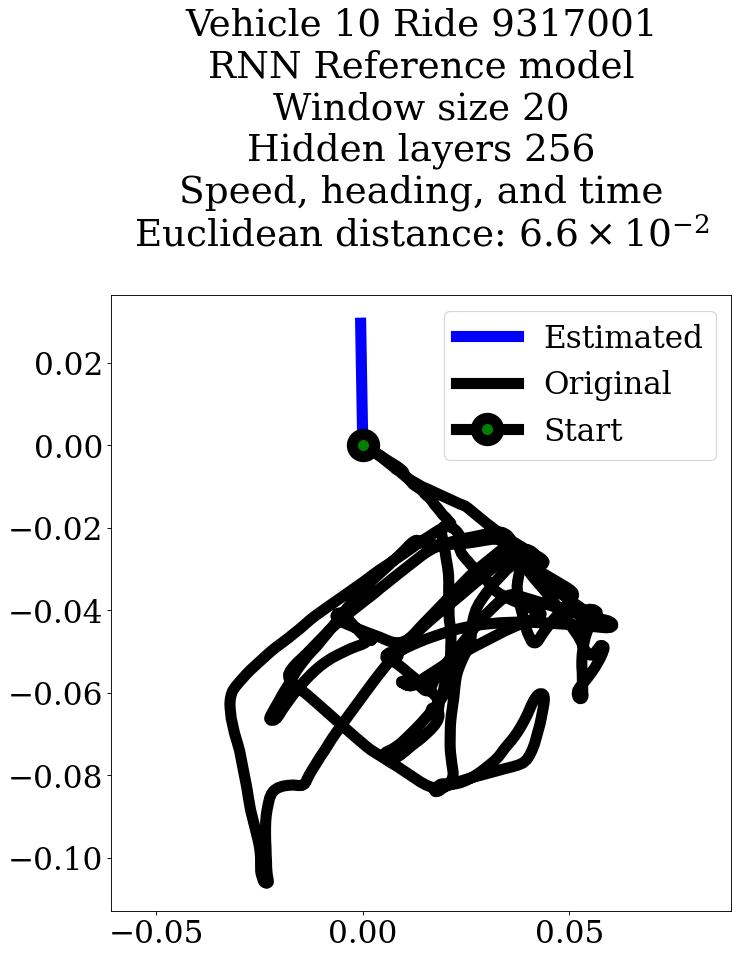 Vehicle 10 Ride 9317001
RNN Reference model
Window size 20
Hidden layers 256
Speed, heading, and time
Euclidean distance: 6.6 × 10⁻²
Estimated
Original
Start
0.02
0.00
−0.02
−0.04
−0.06
−0.08
−0.10
−0.05
0.00
0.05